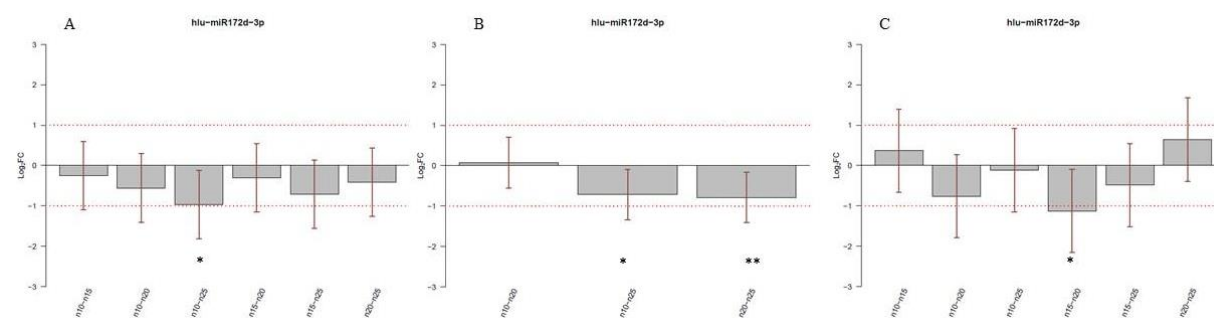 A
hlu-miR172d-3p
3
2
1
0
-1
-2
-3
Log2FC
n10-n15
n10-n20
n10-n25
n15-n20
n15-n25
n20-n25
*
B
hlu-miR172d-3p
3
2
1
0
-1
-2
-3
Log2FC
n10-n20
n10-n25
n20-n25
*
**
C
hlu-miR172d-3p
3
2
1
0
-1
-2
-3
Log2FC
n10-n15
n10-n20
n10-n25
n15-n20
n15-n25
n20-n25
*